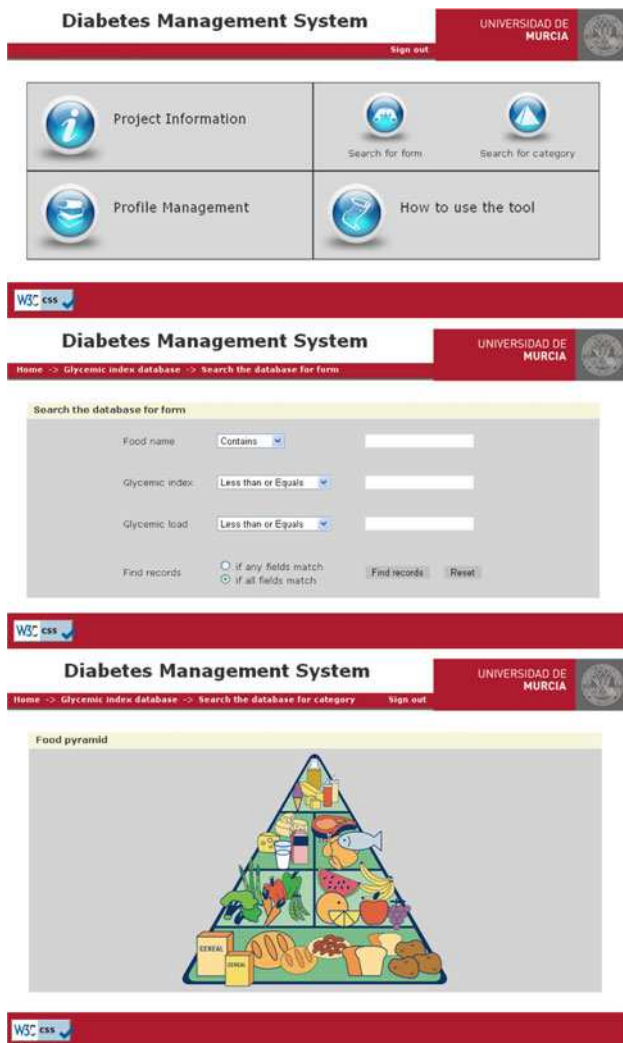 Diabetes Management System
UNIVERSIDAD DE
MURCIA
Sign out
Project Information
Search for form
Search for category
Profile Management
How to use the tool
W3C css
Diabetes Management System
UNIVERSIDAD DE
MURCIA
Home -> Glycemic index database -> Search the database for form
Search the database for form
Food name Contains
Glycemic index Less than or Equals
Glycemic load Less than or Equals
Find records if any fields match
if all fields match
Find records Reset
W3C css
Diabetes Management System
UNIVERSIDAD DE
MURCIA
Home -> Glycemic index database -> Search the database for category Sign out
Food pyramid
CEREAL
CEREAL
W3C css